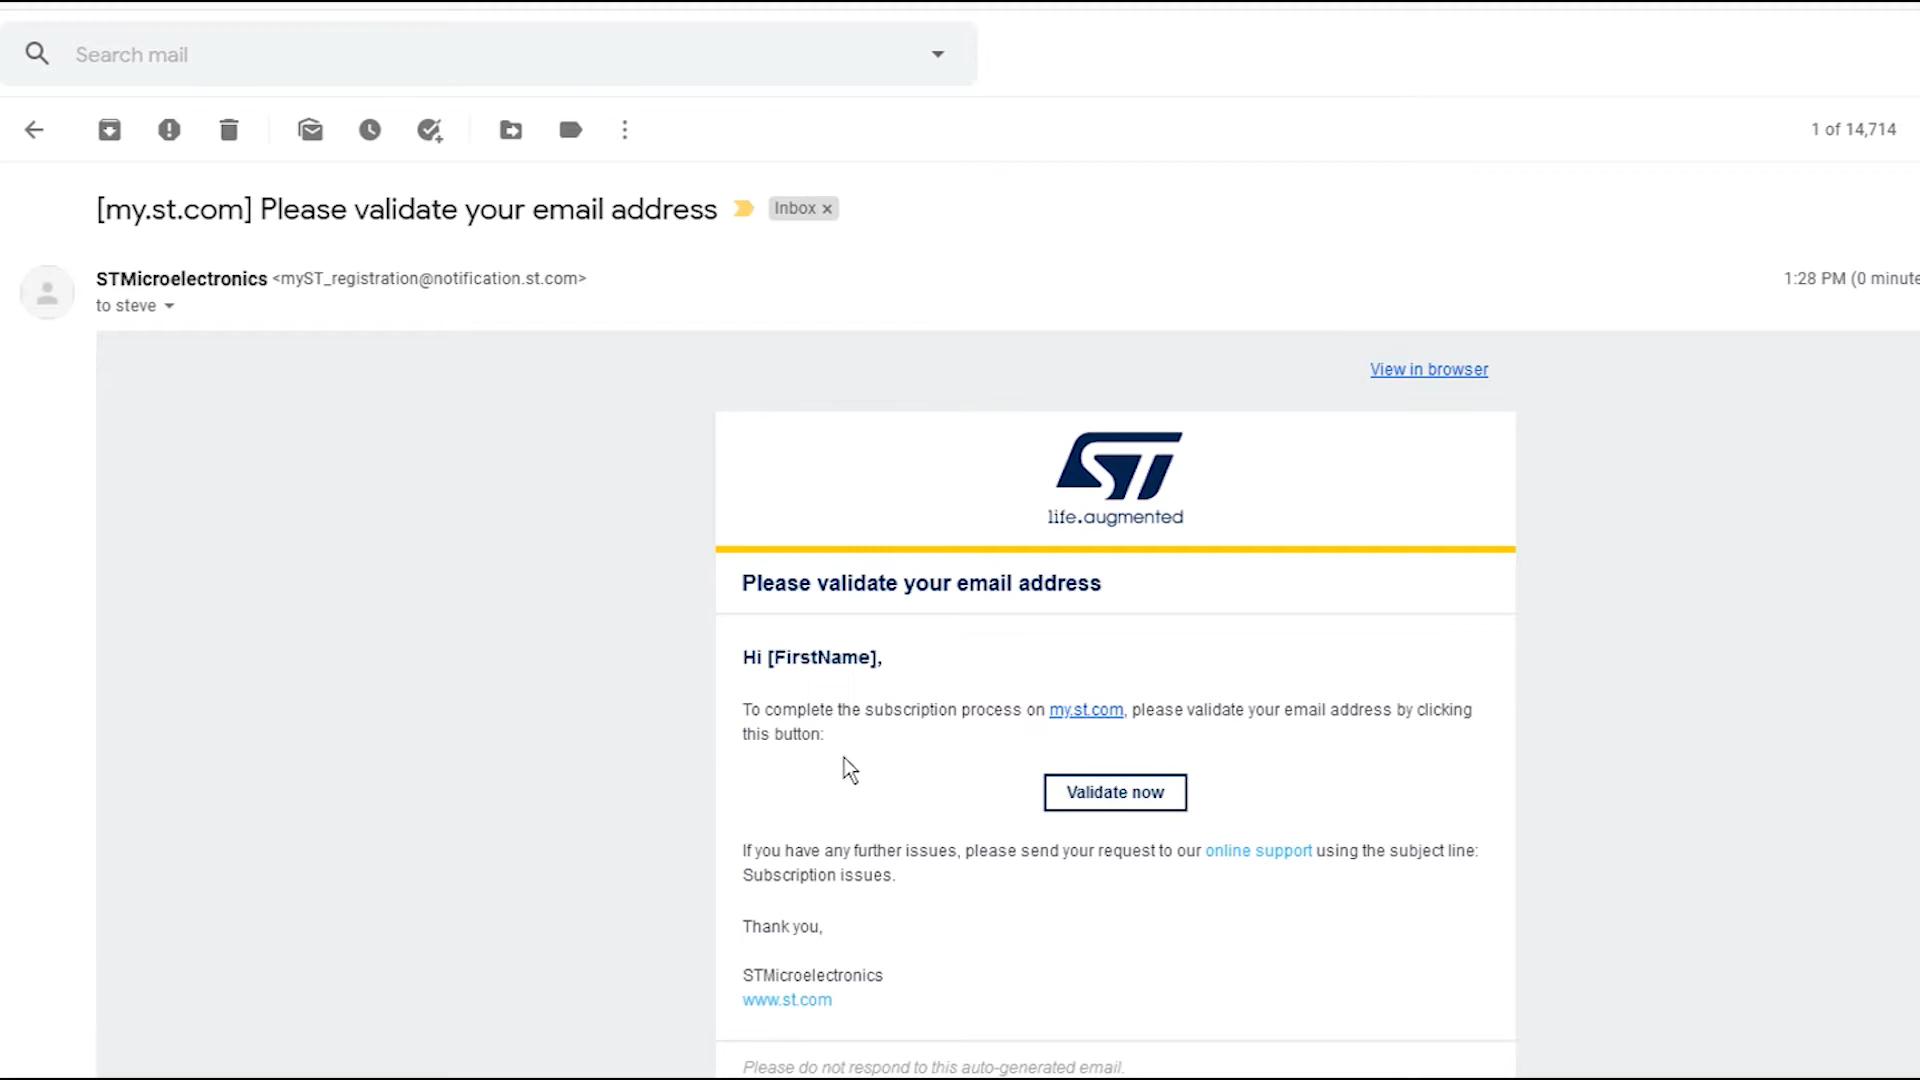 Search mail
1 of 14,714
[my.st.com] Please validate your email address Inbox x
STMicroelectronics <myST_registration@notification.st.com> 1:28 PM (0 minute
to steve
View in browser
ST
life.augmented
Please validate your email address
Hi [FirstName],
To complete the subscription process on my.st.com, please validate your email address by clicking
this button:
Validate now
If you have any further issues, please send your request to our online support using the subject line:
Subscription issues.
Thank you,
STMicroelectronics
www.st.com
Please do not respond to this auto-generated email.